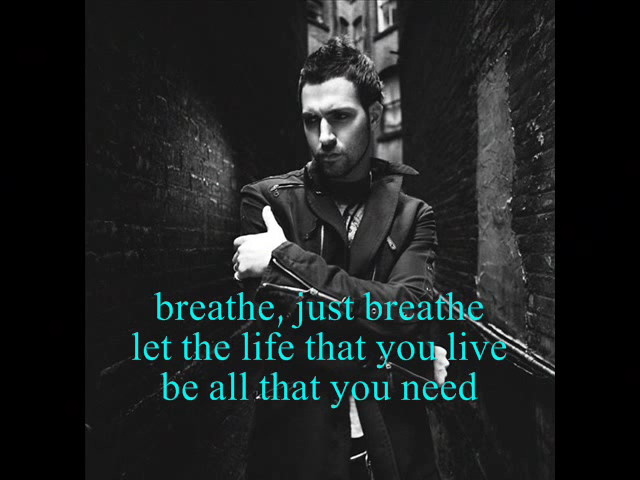 breathe, just breathe
let the life that you live
be all that you need